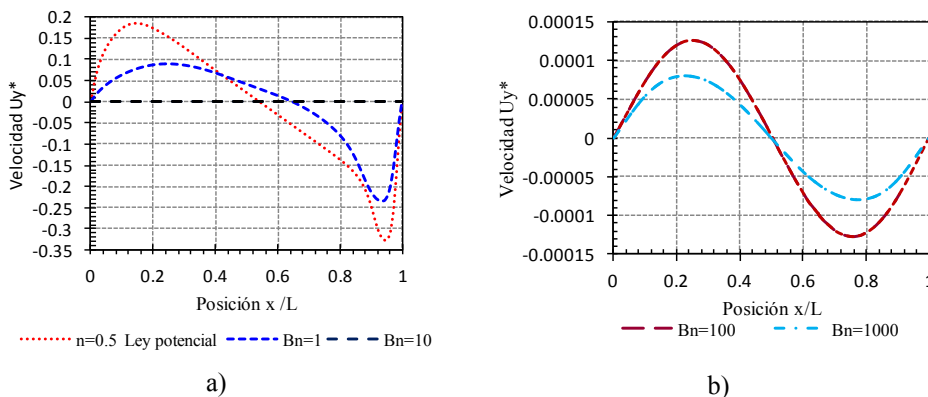 0.2
0.15
0.1
0.05
0
-0.05
-0.1
-0.15
-0.2
-0.25
-0.3
-0.35
Velocidad Uy*
0 0.2 0.4 0.6 0.8 1
Posición x/L
n=0.5 Ley potencial Bn=1 Bn=10
a)
0.00015
0.0001
0.00005
0
-0.00005
-0.0001
-0.00015
Velocidad Uy*
0 0.2 0.4 0.6 0.8 1
Posición x/L
Bn=100 Bn=1000
b)